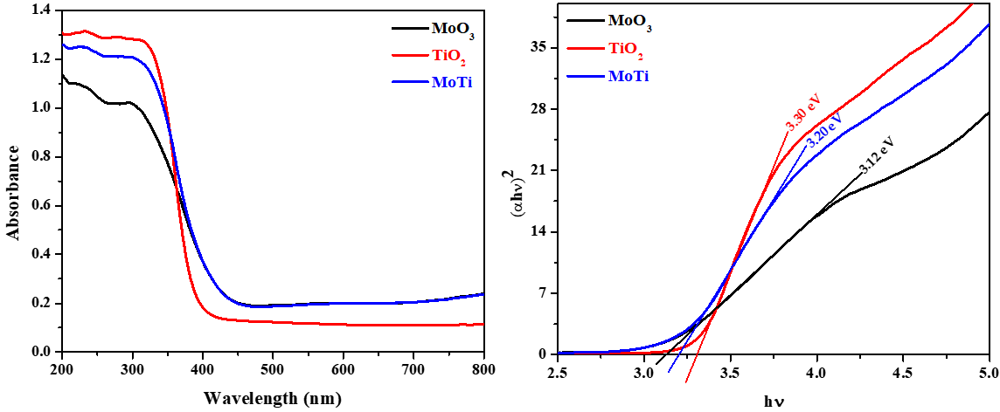 1.4
1.2
1.0
0.8
0.6
0.4
0.2
0.0
200
300
400
500
600
700
800
Absorbance
Wavelength (nm)
MoO₃
TiO₂
MoTi
35
28
21
14
7
0
2.5
3.0
3.5
4.0
4.5
5.0
(αhν)²
hν
MoO₃
TiO₂
MoTi
3.30 eV
3.20 eV
3.12 eV